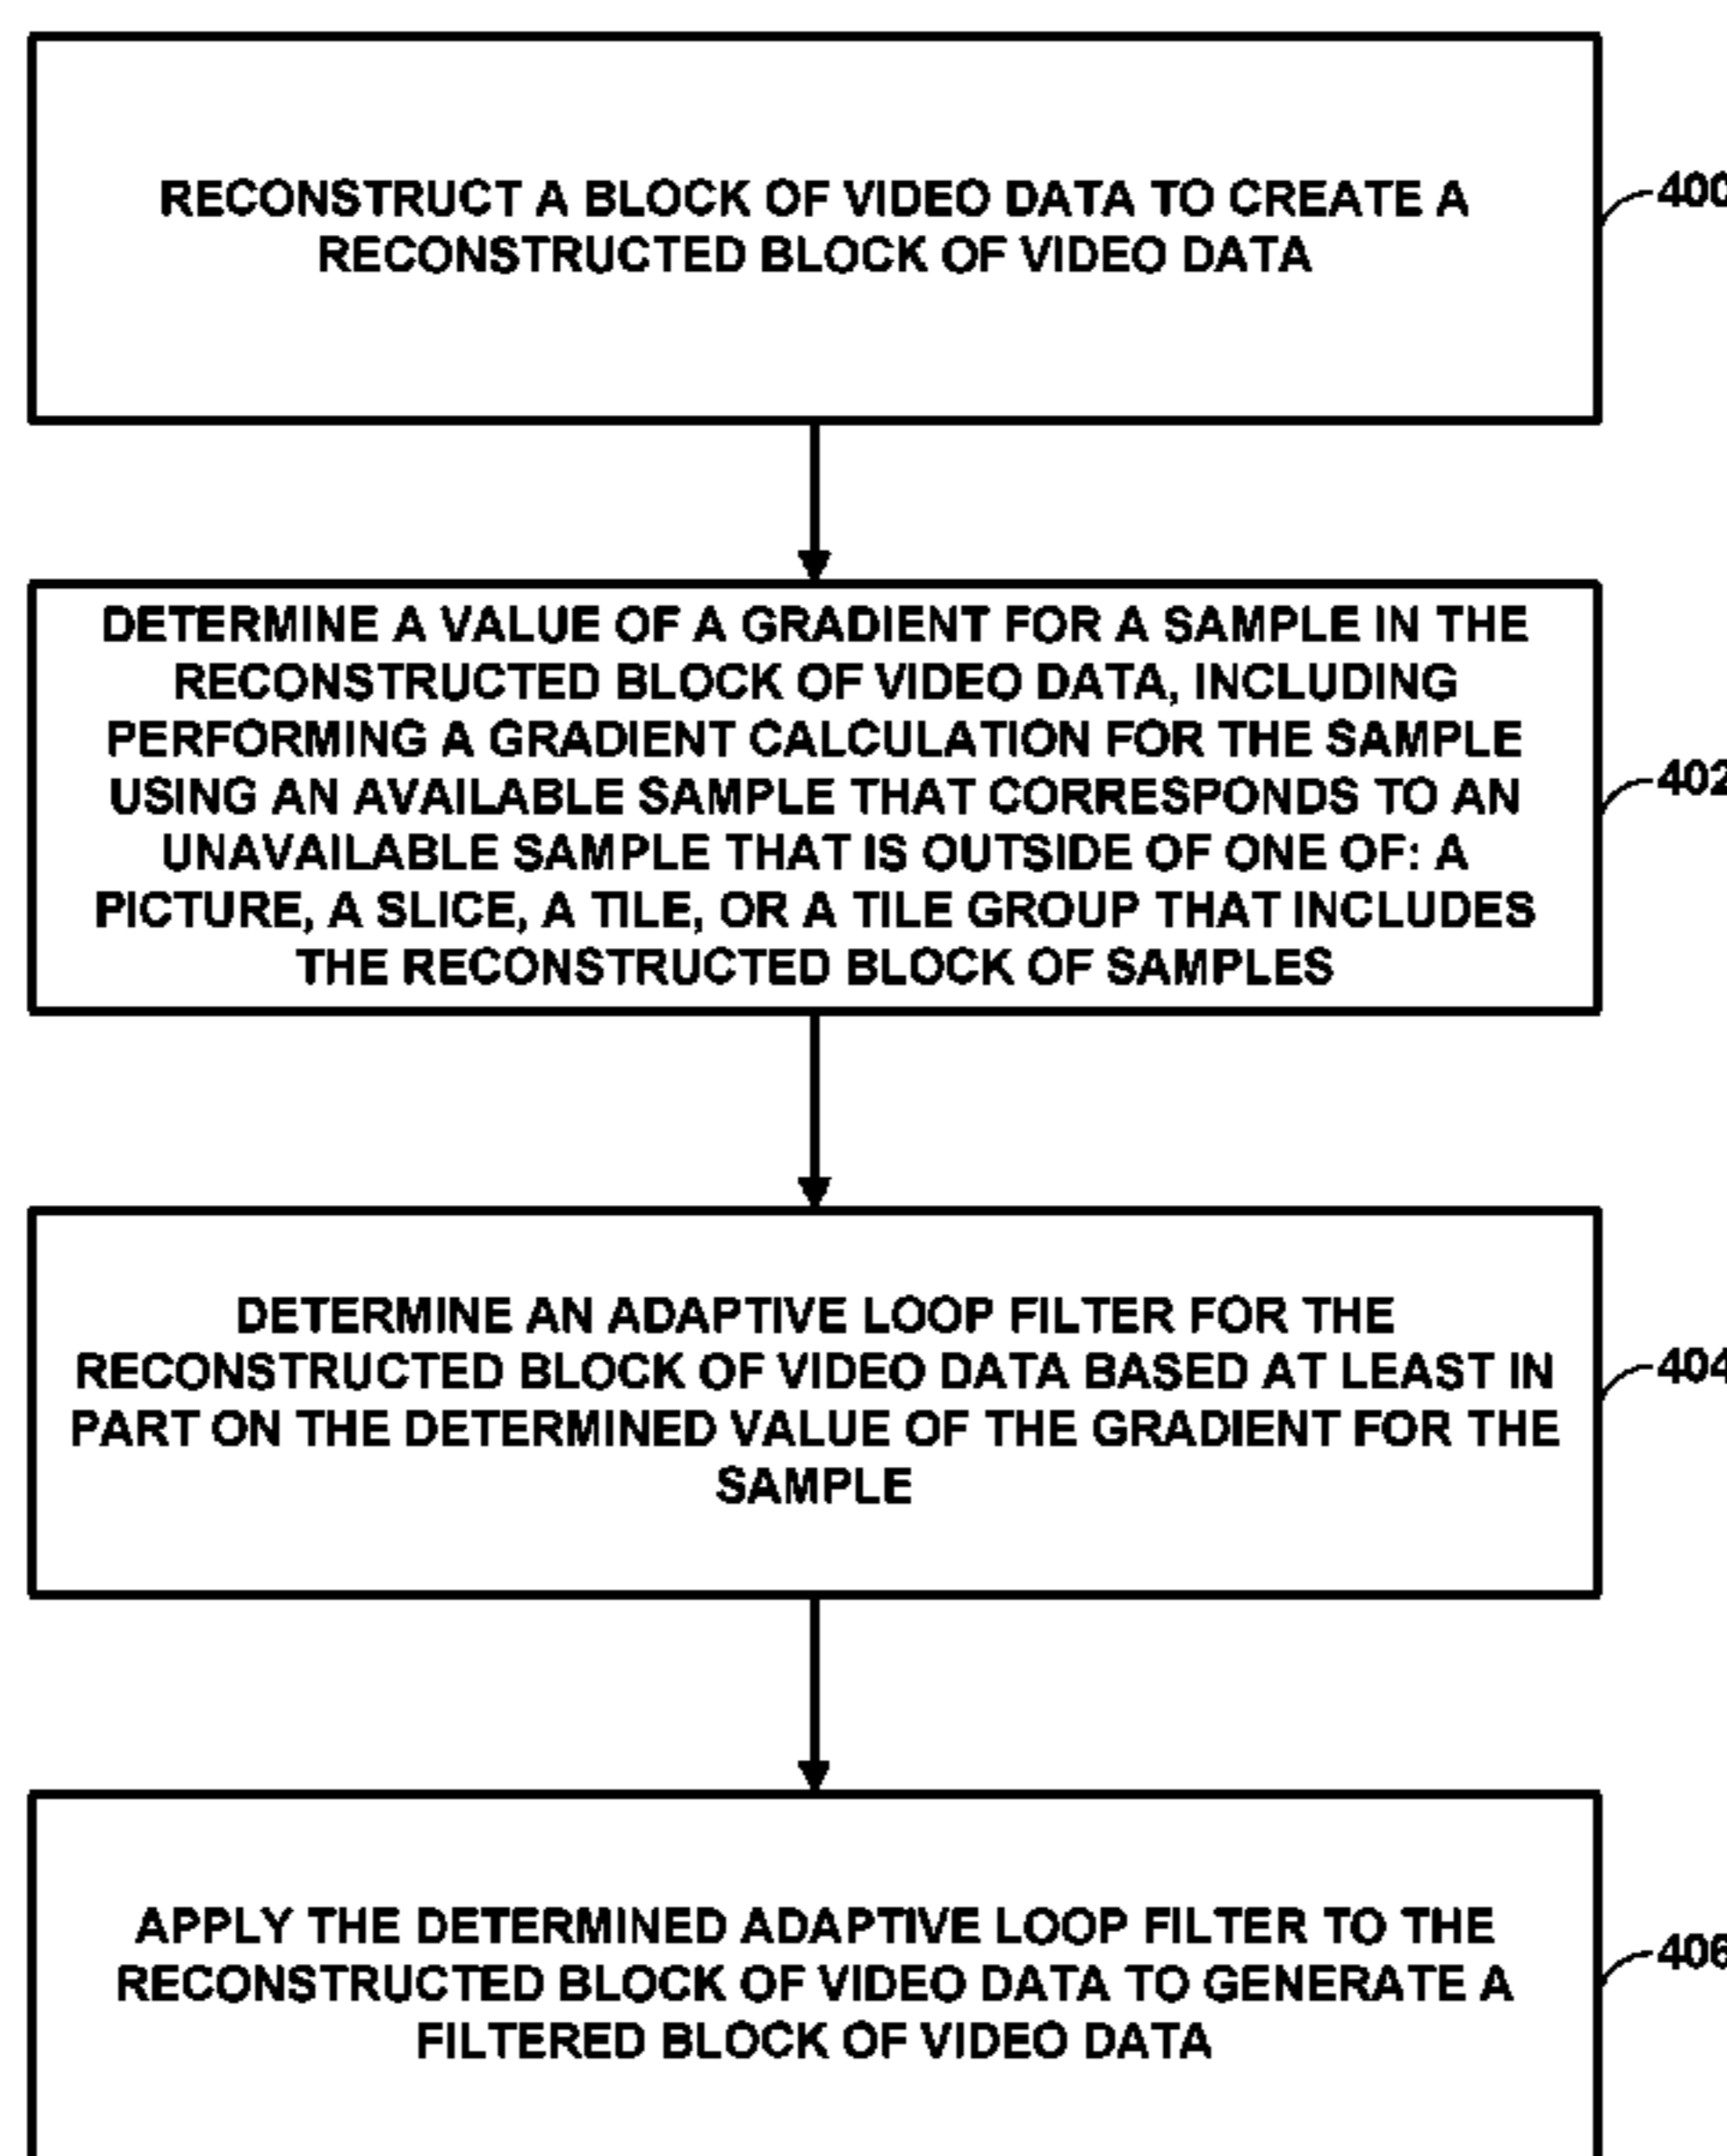 RECONSTRUCT A BLOCK OF VIDEO DATA TO CREATE A
RECONSTRUCTED BLOCK OF VIDEO DATA
400
DETERMINE A VALUE OF A GRADIENT FOR A SAMPLE IN THE
RECONSTRUCTED BLOCK OF VIDEO DATA, INCLUDING
PERFORMING A GRADIENT CALCULATION FOR THE SAMPLE
USING AN AVAILABLE SAMPLE THAT CORRESPONDS TO AN
UNAVAILABLE SAMPLE THAT IS OUTSIDE OF ONE OF: A
PICTURE, A SLICE, A TILE, OR A TILE GROUP THAT INCLUDES
THE RECONSTRUCTED BLOCK OF SAMPLES
402
DETERMINE AN ADAPTIVE LOOP FILTER FOR THE
RECONSTRUCTED BLOCK OF VIDEO DATA BASED AT LEAST IN
PART ON THE DETERMINED VALUE OF THE GRADIENT FOR THE
SAMPLE
404
APPLY THE DETERMINED ADAPTIVE LOOP FILTER TO THE
RECONSTRUCTED BLOCK OF VIDEO DATA TO GENERATE A
FILTERED BLOCK OF VIDEO DATA
406